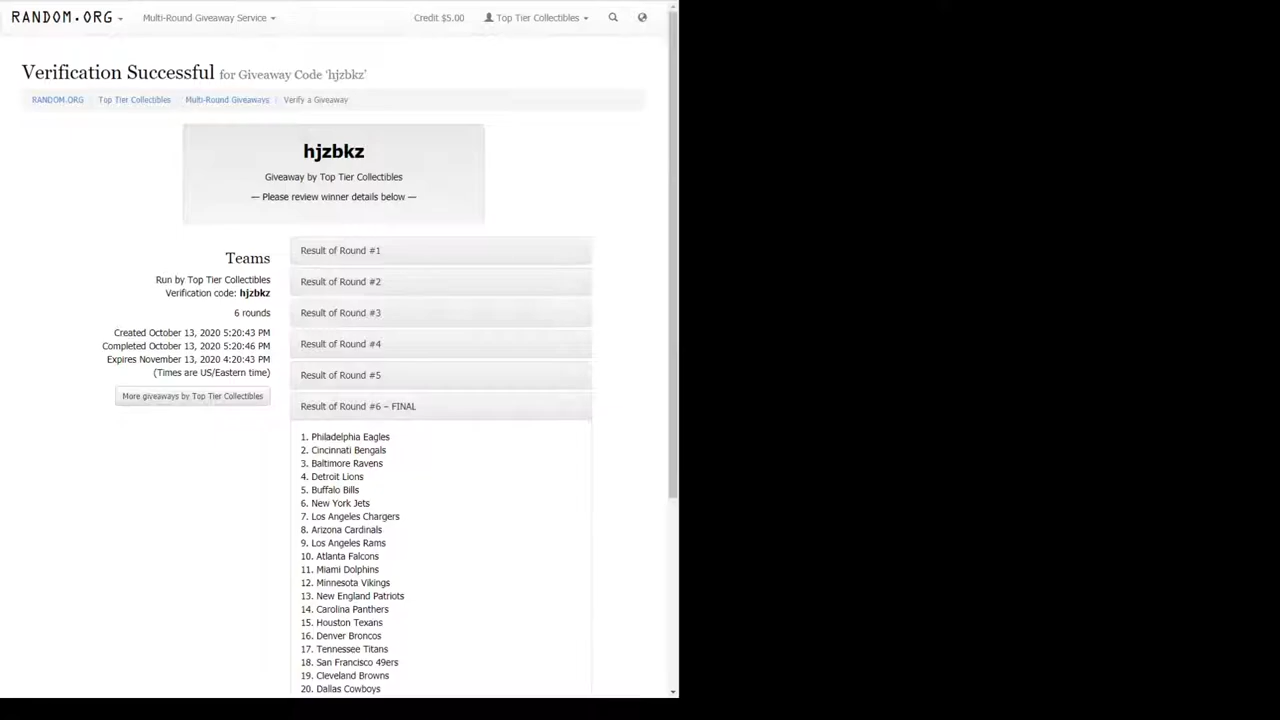 RANDOM.ORG Multi-Round Giveaway Service Credit $5.00 Top Tier Collectibles
Verification Successful for Giveaway Code 'hjzbkz'
RANDOM.ORG Top Tier Collectibles Multi-Round Giveaways Verify a Giveaway
hjzbkz
Giveaway by Top Tier Collectibles
— Please review winner details below —
Teams
Run by Top Tier Collectibles
Verification code: hjzbkz
6 rounds
Created October 13, 2020 5:20:43 PM
Completed October 13, 2020 5:20:46 PM
Expires November 13, 2020 4:20:43 PM
(Times are US/Eastern time)
More giveaways by Top Tier Collectibles
Result of Round #1
Result of Round #2
Result of Round #3
Result of Round #4
Result of Round #5
Result of Round #6 – FINAL
1. Philadelphia Eagles
2. Cincinnati Bengals
3. Baltimore Ravens
4. Detroit Lions
5. Buffalo Bills
6. New York Jets
7. Los Angeles Chargers
8. Arizona Cardinals
9. Los Angeles Rams
10. Atlanta Falcons
11. Miami Dolphins
12. Minnesota Vikings
13. New England Patriots
14. Carolina Panthers
15. Houston Texans
16. Denver Broncos
17. Tennessee Titans
18. San Francisco 49ers
19. Cleveland Browns
20. Dallas Cowboys